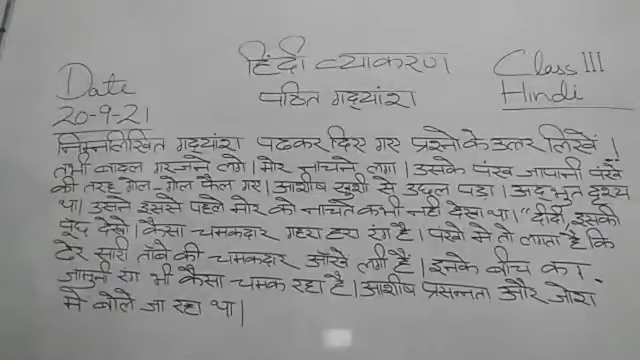 हिंदी व्याकरण
Class III
Date
पठित गद्यांश
Hindi
20-9-21
निम्नलिखित गद्यांश पढकर दिए गए प्रश्नो के उत्तर लिखें।
तभी बादल गरजने लगे। मोर नाचने लगा। उसके पंख जापानी पंखे
की तरह गोल-गोल फैल गए। आशीष खुशी से उछल पड़ा। अद्भुत दृश्य
था। उसने इससे पहले मोर को नाचते कभी नही देखा था। "दीदी, इसकी
पूँछ देखो। कैसा चमकदार गहरा हरा रंग है। पंखो मे तो लगता है कि
ढेर सारी ताँबे की चमकदार आँखे लगी है। इनके बीच का
जामुनी रंग भी कैसा चमक रहा है। आशीष प्रसन्नता और जोश
मे बोले जा रहा था।